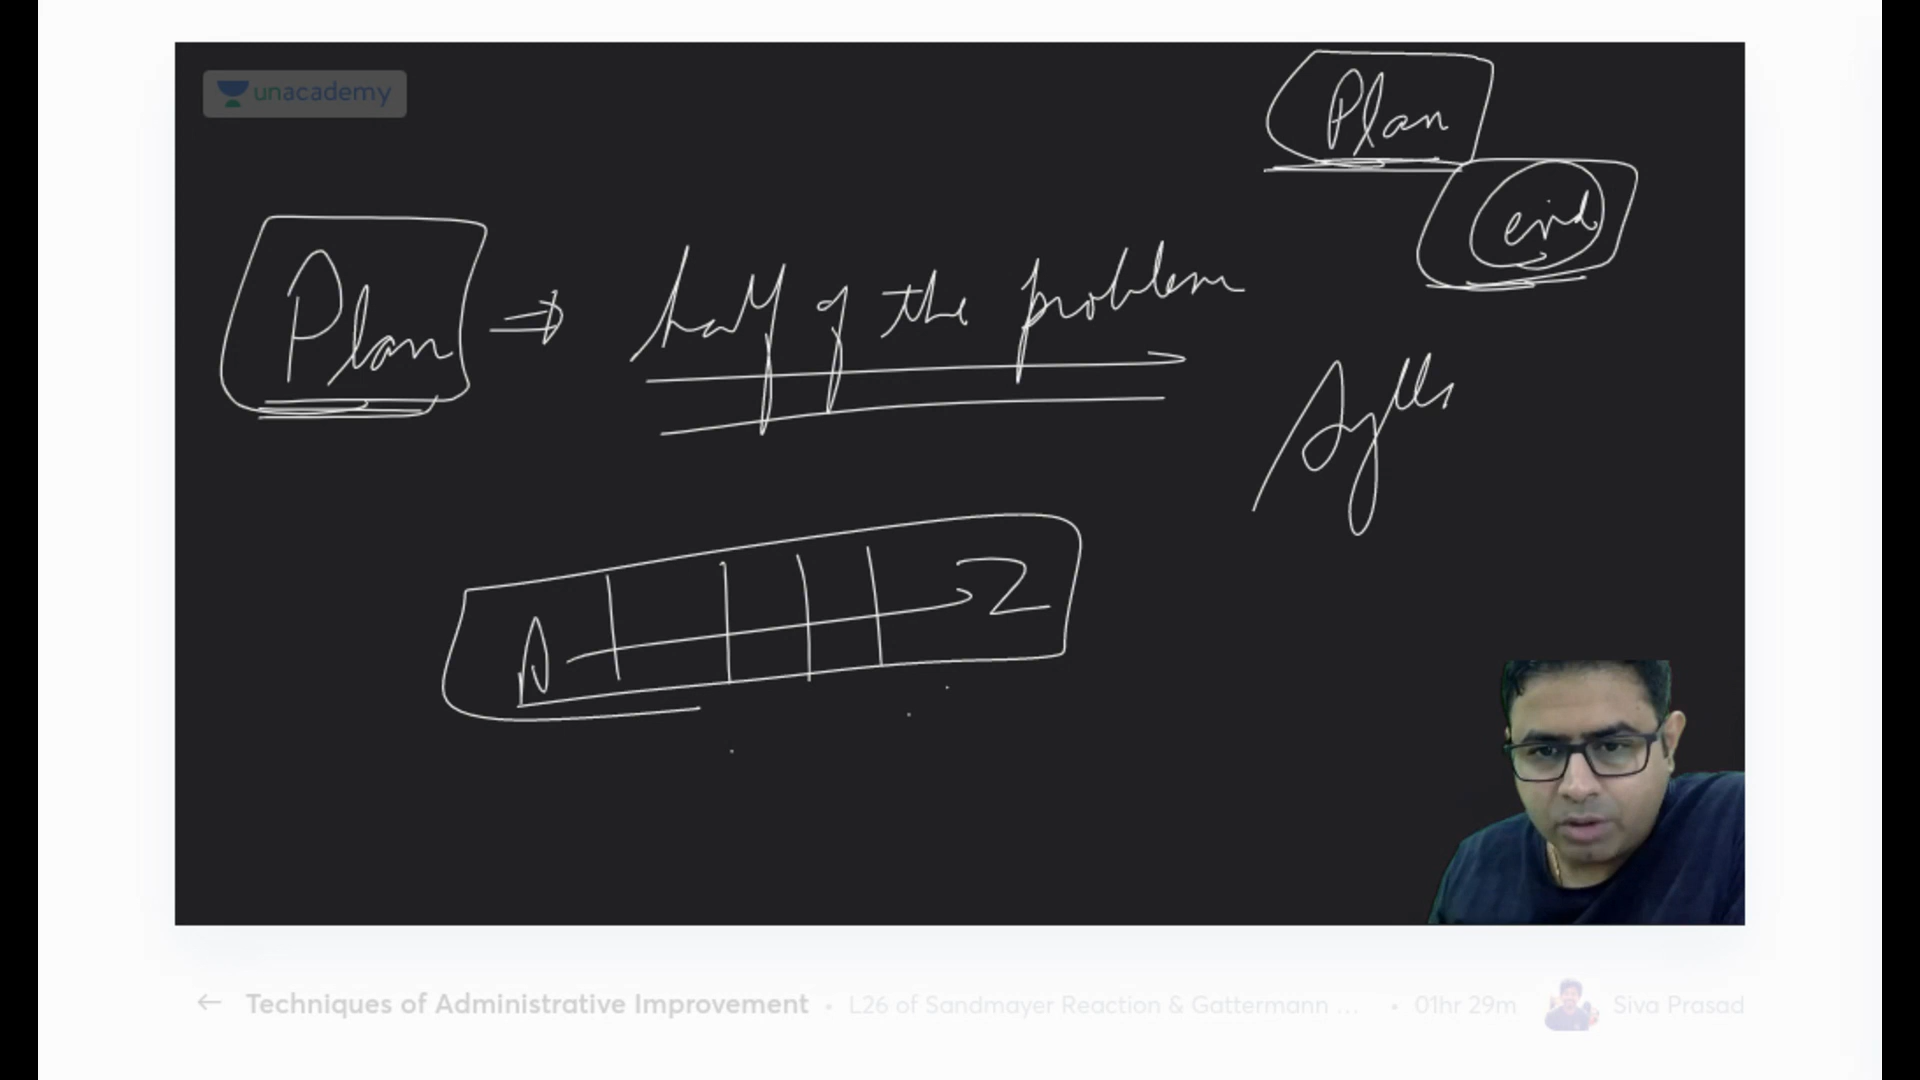 unacademy
Plan
end
Plan ⇒ half of the problem
Sylls
A Z
← Techniques of Administrative Improvement • L26 of Sandmayer Reaction & Gattermann ... • 01hr 29m Siva Prasad